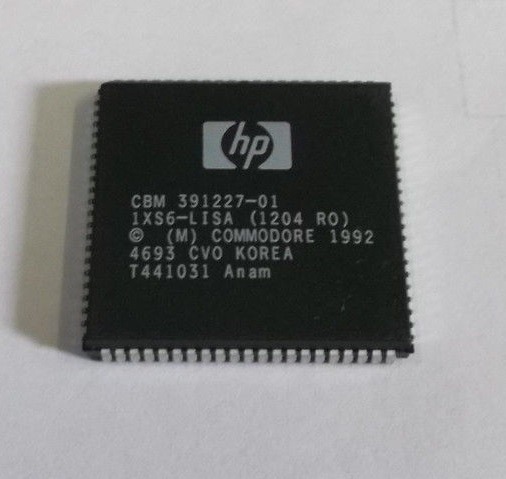 hp
CBM 391227-01
1XS6-LISA (1204 RO)
© (M) COMMODORE 1992
4693 CVO KOREA
T441031 Anam